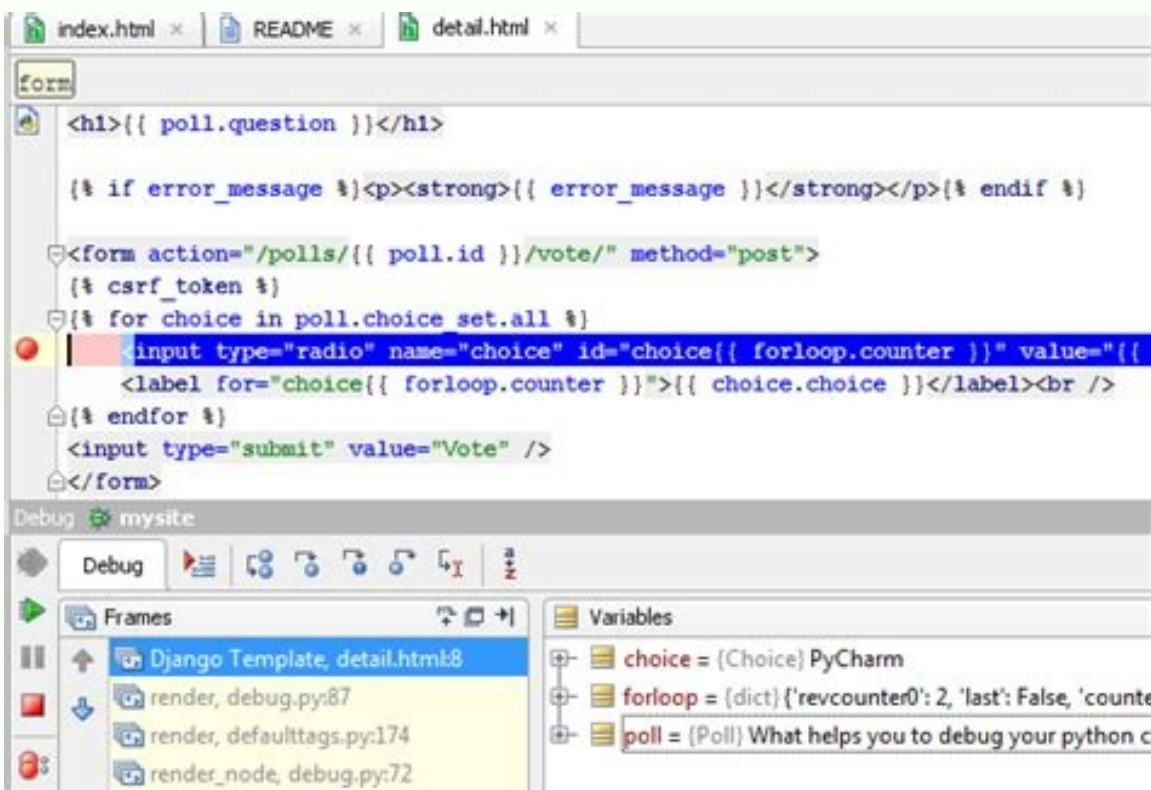 index.html × README × detail.html ×
form
<h1>{{ poll.question }}</h1>
{% if error_message %}<p><strong>{{ error_message }}</strong></p>{% endif %}
<form action="/polls/{{ poll.id }}/vote/" method="post">
{% csrf_token %}
{% for choice in poll.choice_set.all %}
<input type="radio" name="choice" id="choice{{ forloop.counter }}" value="{{
<label for="choice{{ forloop.counter }}">{{ choice.choice }}</label><br />
{% endfor %}
<input type="submit" value="Vote" />
</form>
Debug mysite
Debug
Frames
Django Template, detail.html:8
render, debug.py:87
render, defaulttags.py:174
render_node, debug.py:72
Variables
choice = {Choice} PyCharm
forloop = {dict} {'revcounter0': 2, 'last': False, 'counte
poll = {Poll} What helps you to debug your python c